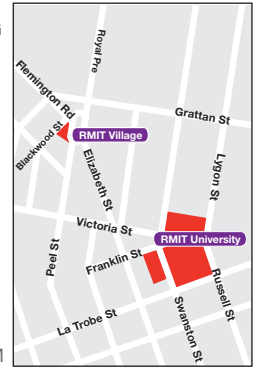 Royal Pre
Flemington Rd
Grattan St
Blackwood St
RMIT Village
Elizabeth St
Lygon St
Victoria St
RMIT University
Peel St
Franklin St
Russell St
La Trobe St
Swanston St